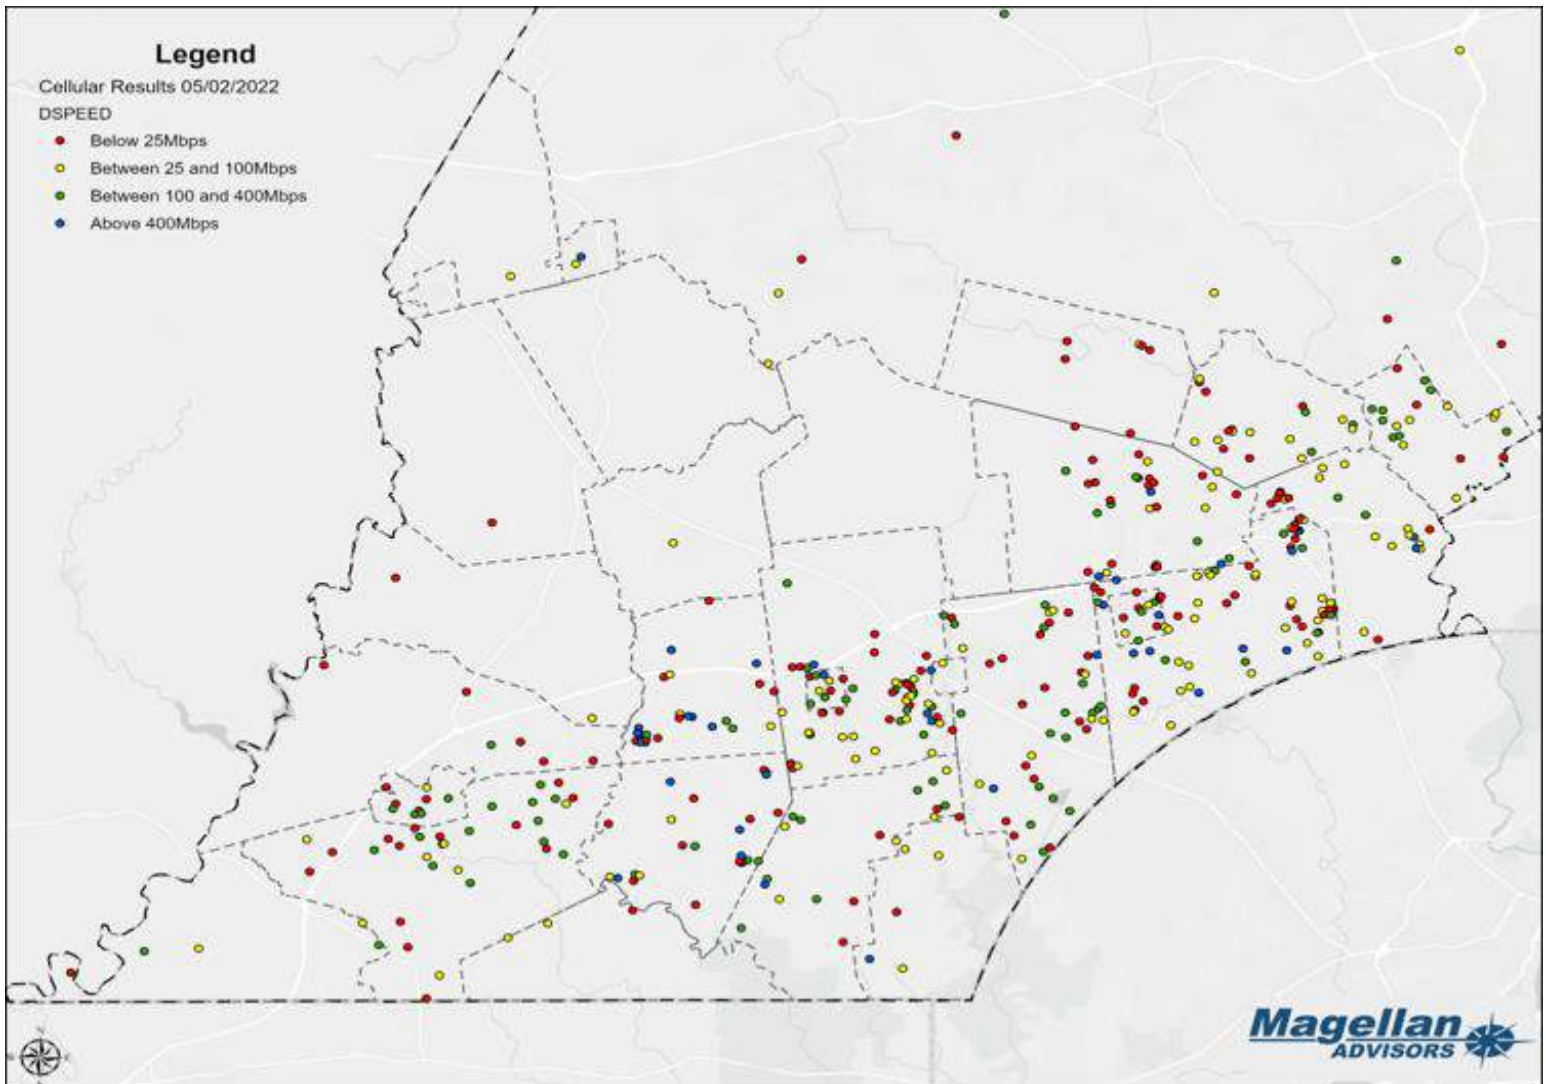 Legend
Cellular Results 05/02/2022
DSPEED
Below 25Mbps
Between 25 and 100Mbps
Between 100 and 400Mbps
Above 400Mbps
Magellan
ADVISORS